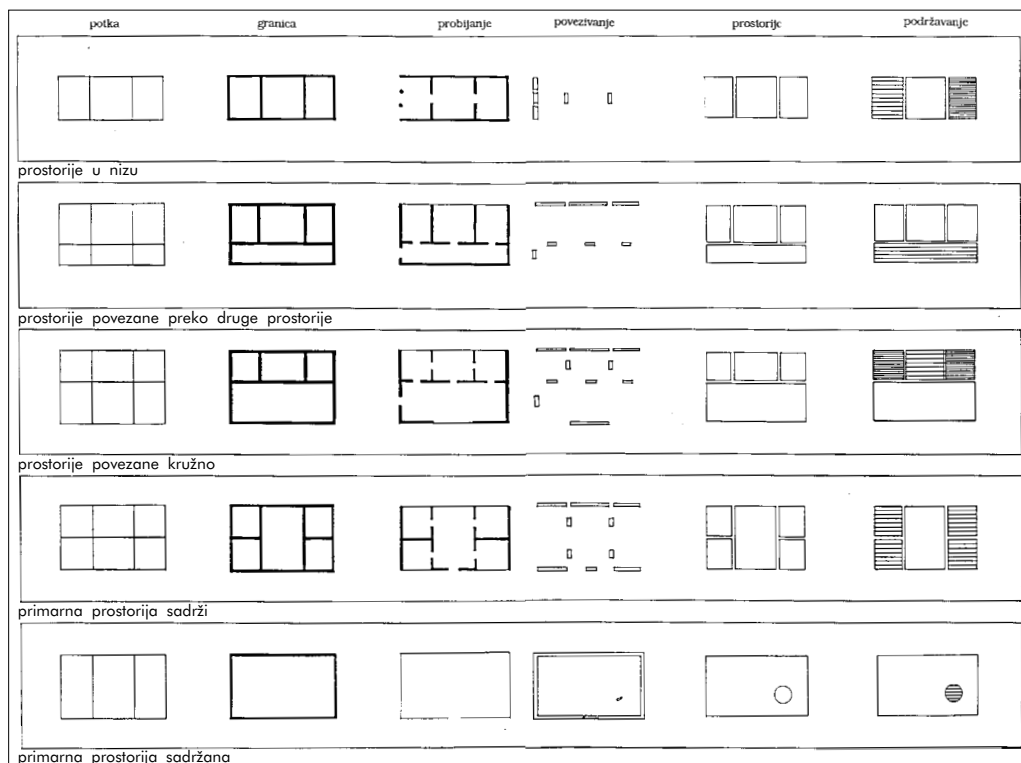 potka granica probijanje povezivanje prostorije podržavanje
prostorije u nizu
prostorije povezane preko druge prostorije
prostorije povezane kružno
primarna prostorija sadrži
primarna prostorija sadržana